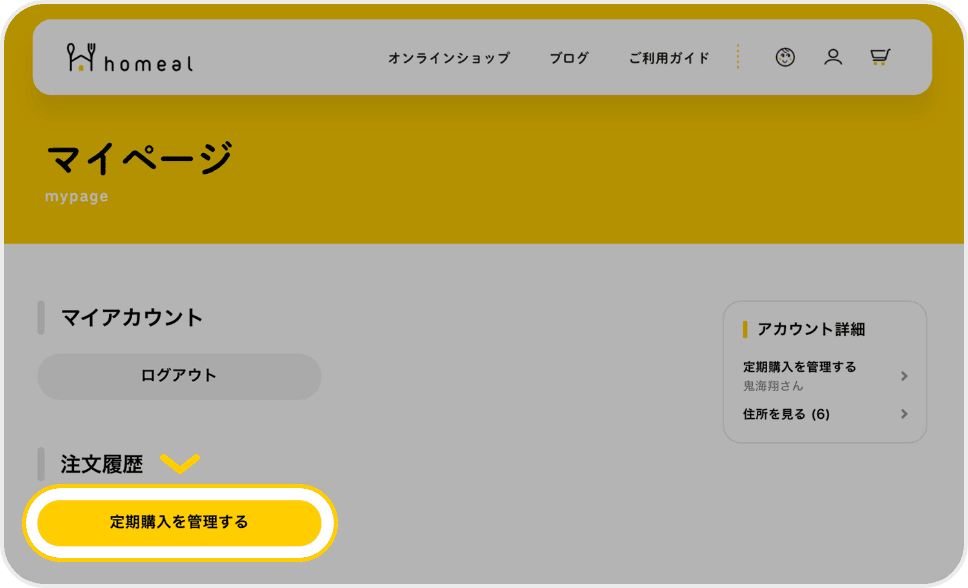 homeal
オンラインショップ
ブログ
ご利用ガイド
マイページ
mypage
マイアカウント
ログアウト
注文履歴
定期購入を管理する
アカウント詳細
定期購入を管理する
鬼海翔さん
住所を見る (6)